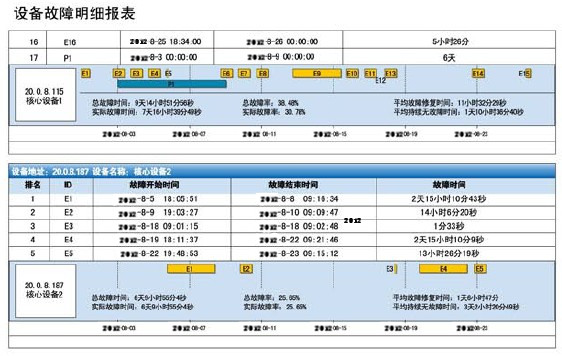 设备故障明细报表
16 E16 2012-8-25 18:34:00 2012-8-26 00:00:00 5小时26分
17 P1 2012-8-3 00:00:00 2012-8-9 00:00:00 6天
E1 E2 E3 E4 E5 E6 E7 E8 E9 E10 E11 E13 E14 E15
P1 E12
20.0.8.115
核心设备1
总故障时间：9天14小时51分56秒 总故障率：38.48% 平均故障修复时间：11小时32分29秒
实际故障时间：7天16小时39分49秒 实际故障率：30.78% 平均持续无故障时间：1天10小时36分40秒
2012-08-03 2012-08-07 2012-08-11 2012-08-15 2012-08-19 2012-08-23
设备地址：20.0.8.187 设备名称：核心设备2
排名 IID 故障开始时间 故障结束时间 故障时间
1 E1 2012-8-5 18:05:51 2012-8-8 09:16:34 2天15小时10分43秒
2 E2 2012-8-9 19:03:27 2012-8-10 09:09:47 14小时6分20秒
3 E3 2012-8-18 09:01:15 2012-8-18 09:02:48 2012 1分33秒
4 E4 2012-8-19 18:11:37 2012-8-22 09:21:46 2天15小时10分9秒
5 E5 2012-8-22 19:48:53 2012-8-23 09:15:12 13小时26分19秒
E1 E2 E3 E4 E5
20.0.8.187
核心设备2
总故障时间：6天9小时55分4秒 总故障率：25.65% 平均故障修复时间：1天6小时47分
实际故障时间：6天9小时55分4秒 实际故障率：25.65% 平均持续无故障时间：3天2小时20分49秒
2012-08-03 2012-08-07 2012-08-11 2012-08-15 2012-08-19 2012-08-23